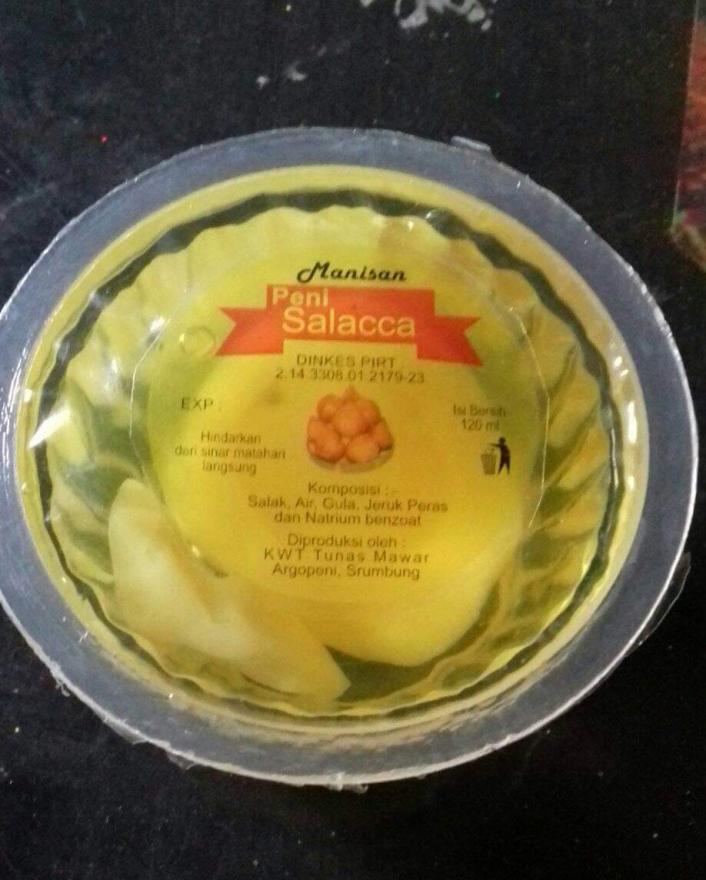 Manisan
Peni
Salacca
DINKES PIRT :
2.14.3308.01.2179-23
EXP :
Isi Bersih
120 ml
Hindarkan
dari sinar matahari
langsung
Komposisi : -
Salak, Air, Gula, Jeruk Peras
dan Natrium benzoat
Diproduksi oleh :
KWT Tunas Mawar
Argopeni, Srumbung